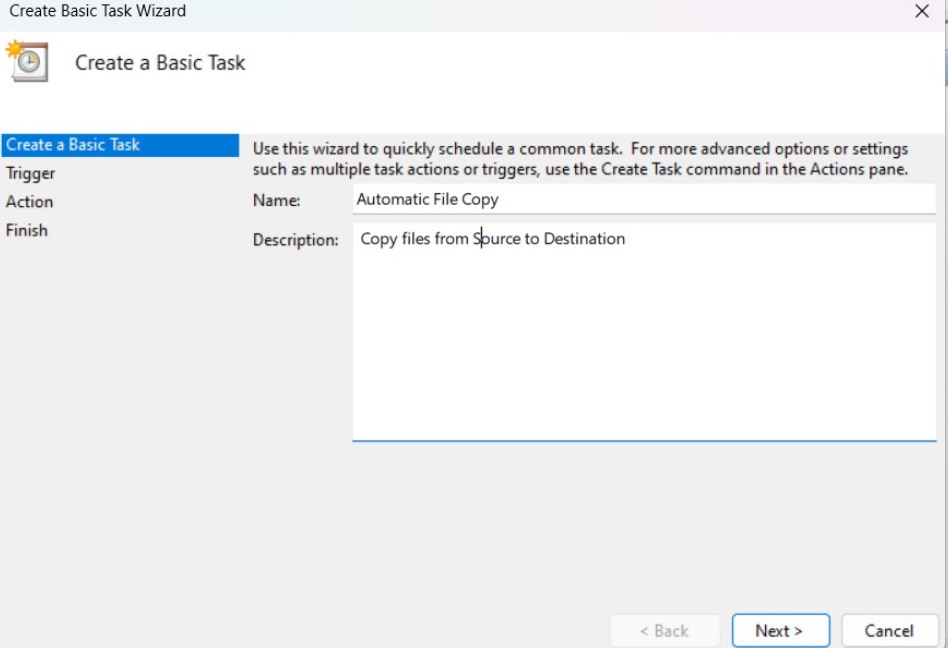 Create Basic Task Wizard
Create a Basic Task
Create a Basic Task
Use this wizard to quickly schedule a common task. For more advanced options or settings
such as multiple task actions or triggers, use the Create Task command in the Actions pane.
Trigger
Action
Finish
Name: Automatic File Copy
Description: Copy files from Source to Destination
< Back Next > Cancel